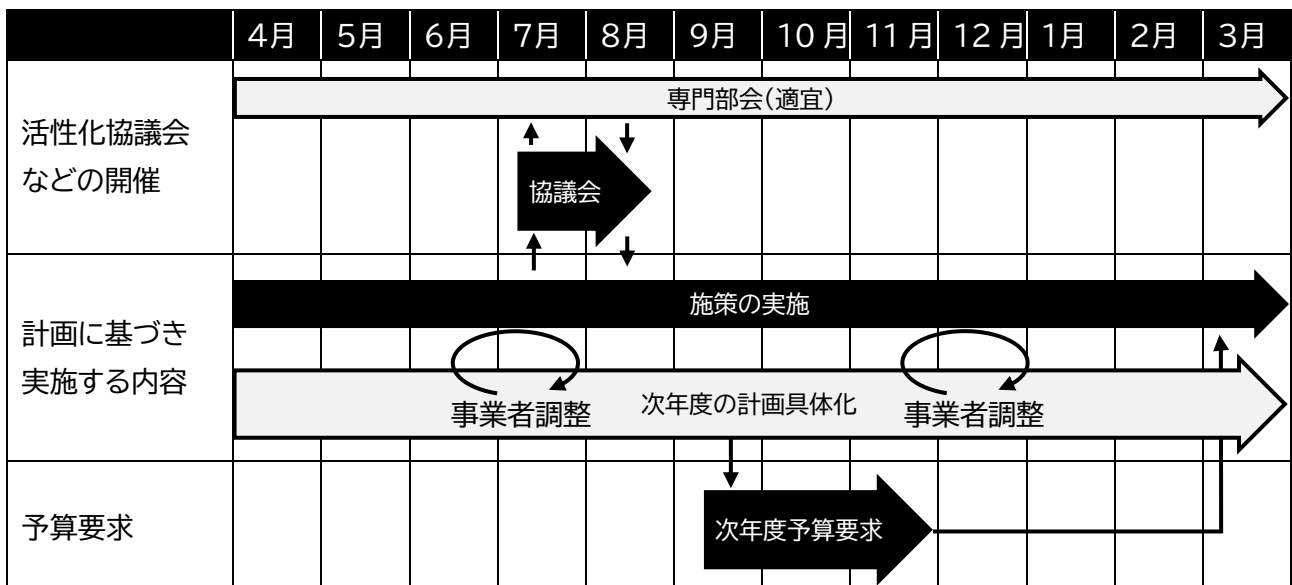 4月 5月 6月 7月 8月 9月 10月 11月 12月 1月 2月 3月
活性化協議会
などの開催
専門部会(適宜)
協議会
計画に基づき
実施する内容
施策の実施
次年度の計画具体化
事業者調整
事業者調整
予算要求
次年度予算要求